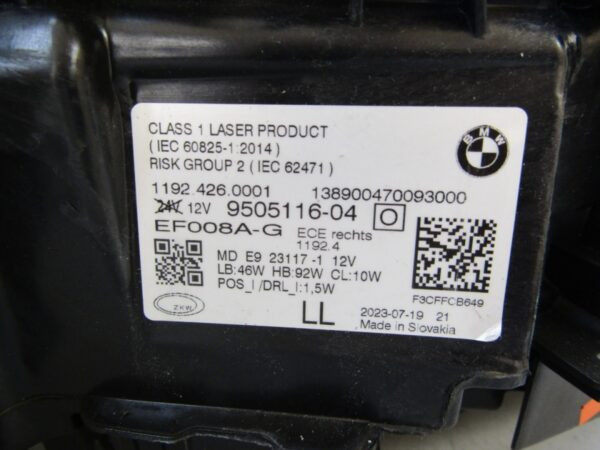 CLASS 1 LASER PRODUCT
(IEC 60825-1:2014)
RISK GROUP 2 (IEC 62471)
BMW
1192.426.0001 138900470093000
24V 12V 9505116-04 O
EF008A-G ECE rechts
1192.4
MD E9 23117-1 12V
LB:46W HB:92W CL:10W
POS_I/DRL_I:1,5W
F3CFFCB649
ZKW
LL
2023-07-19 21
Made in Slovakia